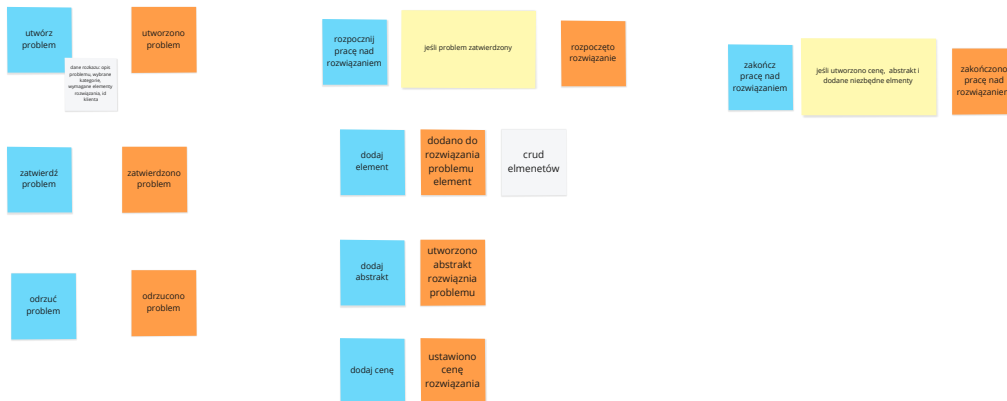 utwórz
problem
utworzono
problem
dane rozkazu: opis
problemu, wybrane
kategorie,
wymagane elementy
rozwiązania, id
klienta
rozpocznij
pracę nad
rozwiązaniem
jeśli problem zatwierdzony
rozpoczęto
rozwiązanie
zakończ
pracę nad
rozwiązaniem
jeśli utworzono cenę, abstrakt i
dodane niezbędne elmenty
zakończono
pracę nad
rozwiązaniem
zatwierdź
problem
zatwierdzono
problem
dodaj
element
dodano do
rozwiązania
problemu
element
crud
elmenetów
odrzuć
problem
odrzucono
problem
dodaj
abstrakt
utworzono
abstrakt
rozwiąznia
problemu
dodaj cenę
ustawiono
cenę
rozwiązania